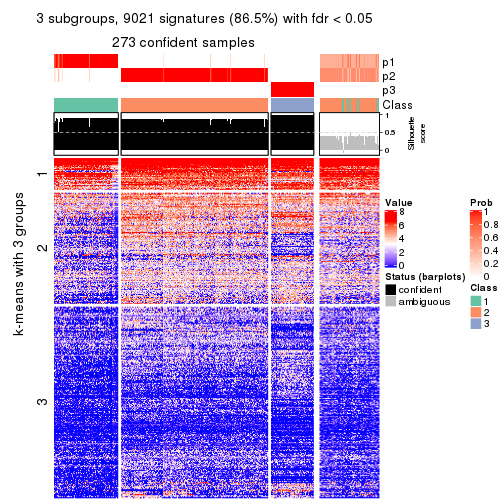 3 subgroups, 9021 signatures (86.5%) with fdr < 0.05
273 confident samples
p1
p2
p3
Class
1
0.5
0
Silhouette
score
k-means with 3 groups
1
2
3
Value
8
6
4
2
0
Status (barplots)
confident
ambiguous
Prob
1
0.8
0.6
0.4
0.2
0
Class
1
2
3